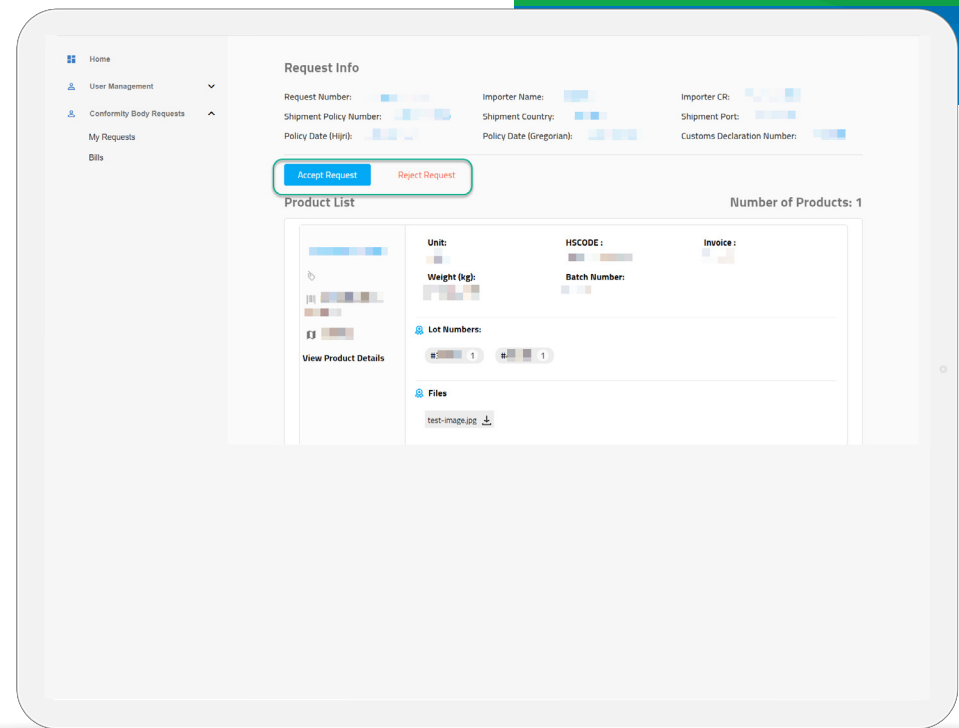 Home
User Management
Conformity Body Requests
My Requests
Bills
Request Info
Request Number: Importer Name: Importer CR:
Shipment Policy Number: Shipment Country: Shipment Port:
Policy Date (Hijri): Policy Date (Gregorian): Customs Declaration Number:
Accept Request Reject Request
Product List Number of Products: 1
Unit: HSCODE : Invoice :
Weight (kg): Batch Number:
View Product Details
Lot Numbers:
# 1 # 1
Files
test-image.jpg